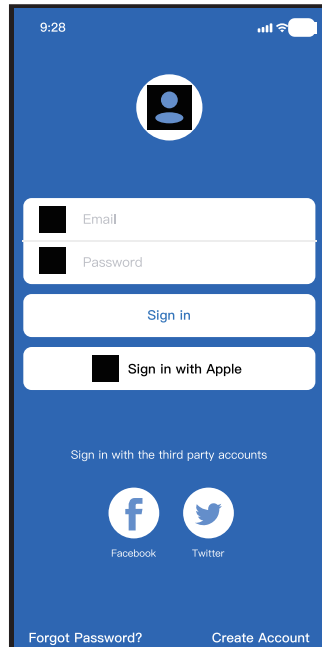 9:28
Email
Password
Sign in
Sign in with Apple
Sign in with the third party accounts
Facebook
Twitter
Forgot Password?
Create Account